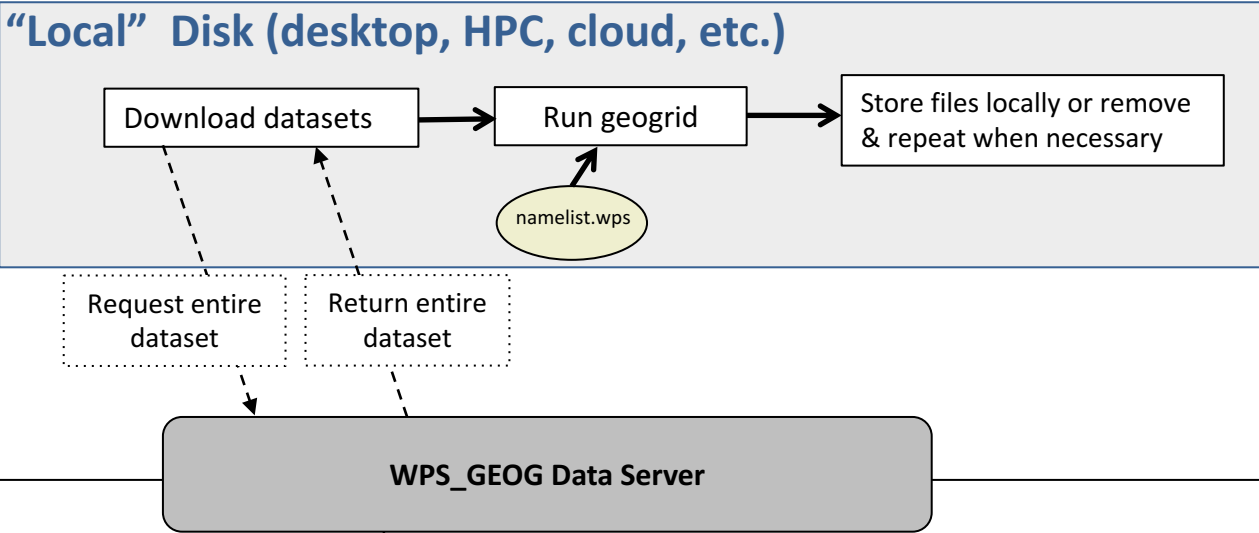 “Local” Disk (desktop, HPC, cloud, etc.)
Download datasets
Run geogrid
Store files locally or remove
& repeat when necessary
namelist.wps
Request entire
dataset
Return entire
dataset
WPS_GEOG Data Server